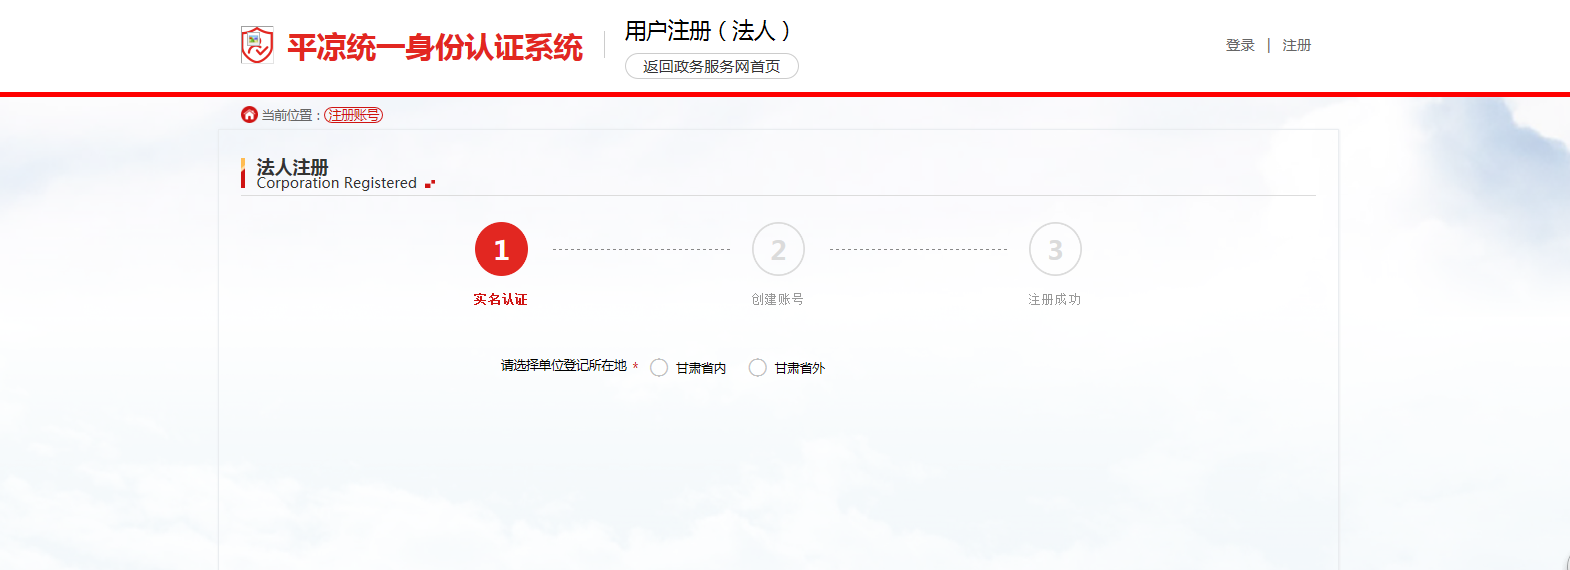 平凉统一身份认证系统
用户注册（法人）
返回政务服务网首页
登录 | 注册
当前位置：注册账号
法人注册
Corporation Registered
1 2 3
实名认证 创建账号 注册成功
请选择单位登记所在地 * 甘肃省内 甘肃省外